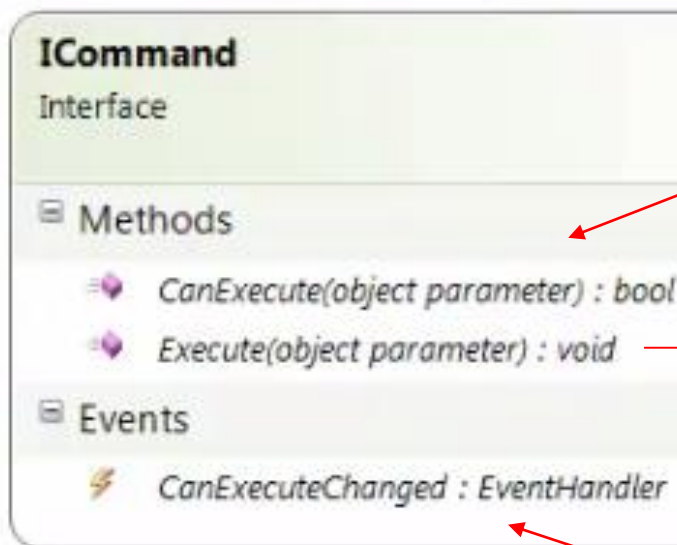 ICommand
Interface
Methods
CanExecute(object parameter) : bool
Execute(object parameter) : void
Events
CanExecuteChanged : EventHandler